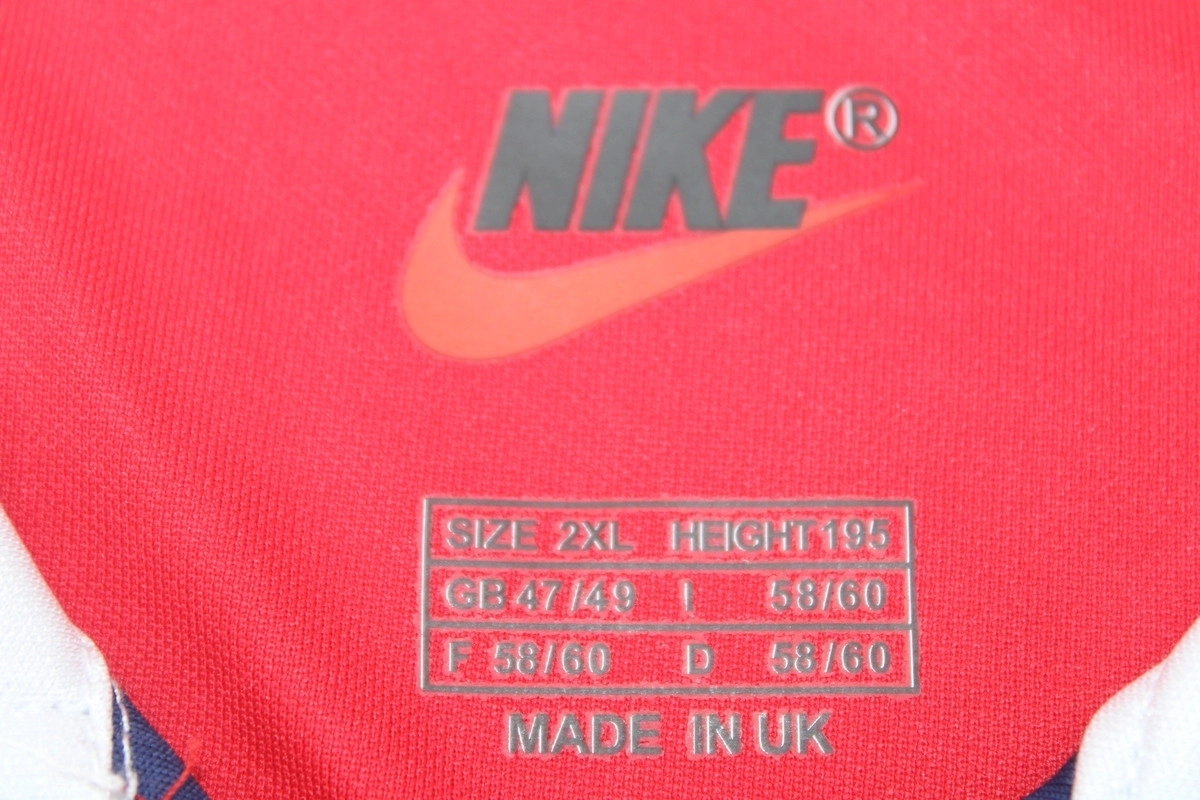 NIKE®
SIZE 2XL HEIGHT 195
GB 47/49 I 58/60
F 58/60 D 58/60
MADE IN UK